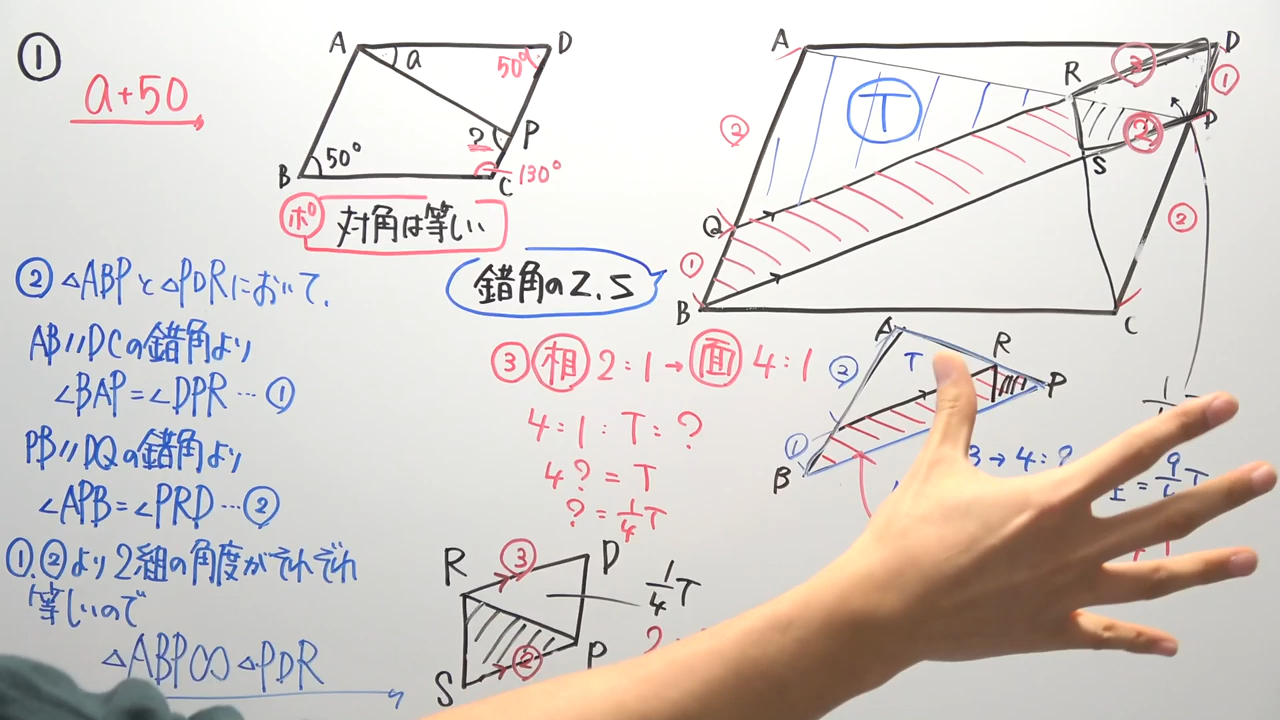 ①
a+50
A
D
a
50°
?
P
50°
B
C
130°
ポ 対角は等しい
② △ABPと△PDRにおいて.
AB//DCの錯角より
∠BAP=∠DPR…①
PB//DQの錯角より
∠APB=∠PRD…②
①,②より2組の角度がそれぞれ
等しいので
△ABP∽△PDR
錯角のZ,S
③ 相 2:1→面 4:1
4:1:T=?
4?=T
?=1/4T
R
③
D
1/4T
P
②
S
A
D
R
③
①
T
②
P
②
S
Q
①
②
B
C
A
R
②
T
P
①
B
3→4:?
=9/4T